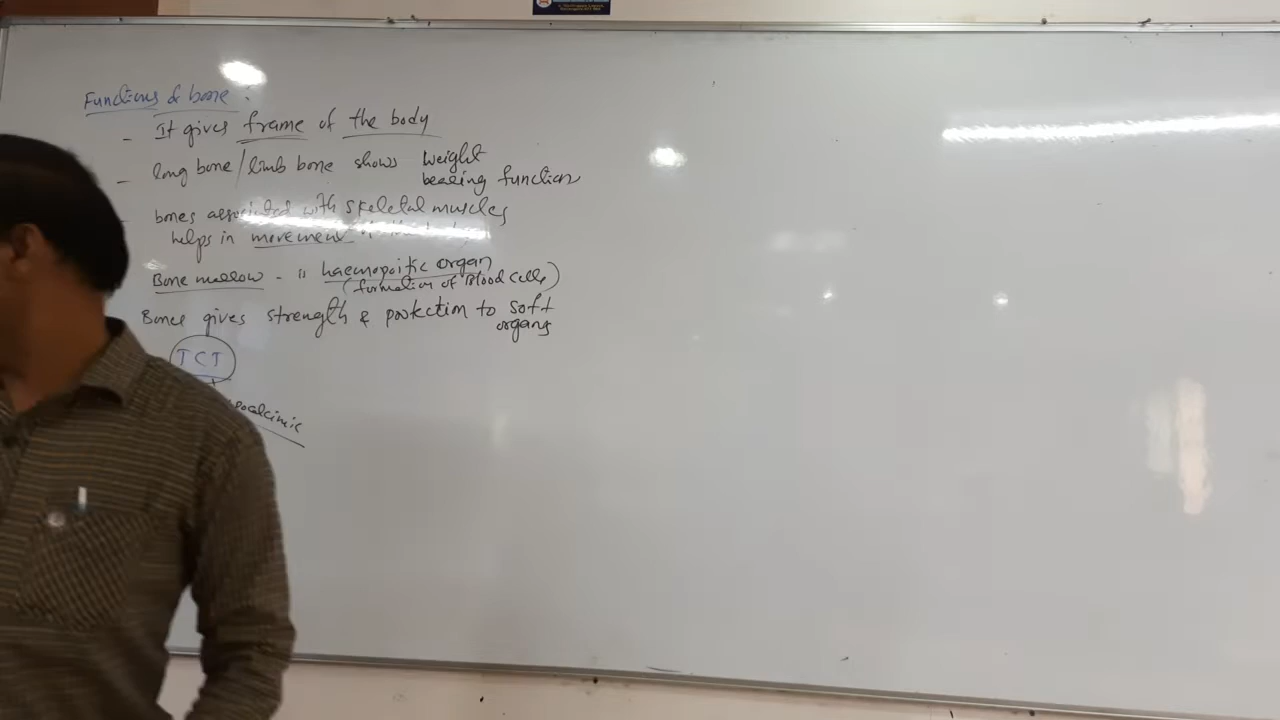 Functions of bone :
- It gives frame of the body
- long bone/limb bone shows weight
bearing function
bones associated with skeletal muscles
helps in movement
Bone mellow - is haemopoitic organ
(formation of Blood cells)
Bones gives strength & protection to soft
organs
TCT